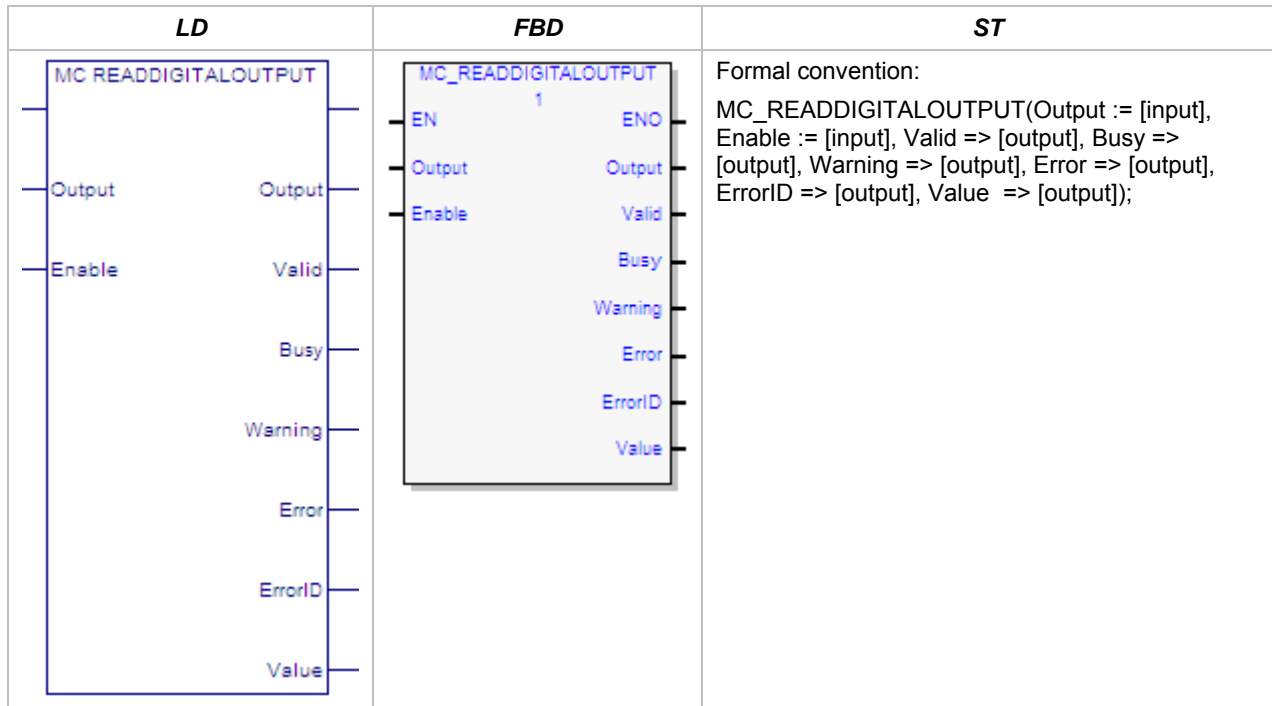 LD
FBD
ST
MC READDIGITALOUTPUT
Output Output
Enable Valid
Busy
Warning
Error
ErrorID
Value
MC_READDIGITALOUTPUT
1
EN ENO
Output Output
Enable Valid
Busy
Warning
Error
ErrorID
Value
Formal convention:
MC_READDIGITALOUTPUT(Output := [input],
Enable := [input], Valid => [output], Busy =>
[output], Warning => [output], Error => [output],
ErrorID => [output], Value => [output]);